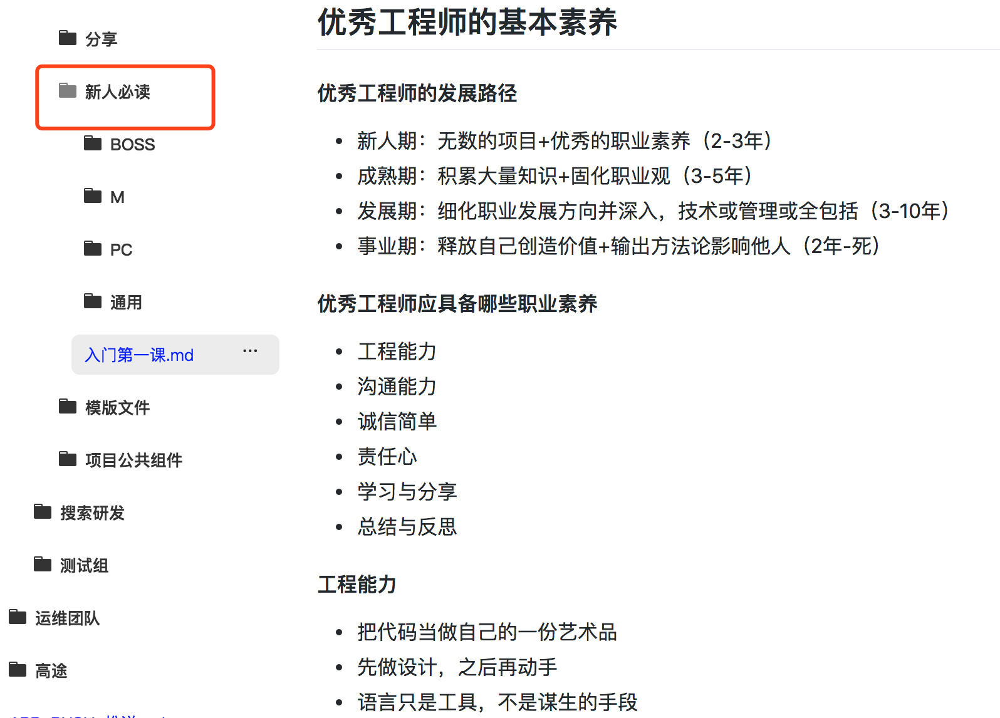 分享
新人必读
BOSS
M
PC
通用
入门第一课.md
模版文件
项目公共组件
搜索研发
测试组
运维团队
高途
优秀工程师的基本素养
优秀工程师的发展路径
新人期：无数的项目+优秀的职业素养（2-3年）
成熟期：积累大量知识+固化职业观（3-5年）
发展期：细化职业发展方向并深入，技术或管理或全包括（3-10年）
事业期：释放自己创造价值+输出方法论影响他人（2年-死）
优秀工程师应具备哪些职业素养
工程能力
沟通能力
诚信简单
责任心
学习与分享
总结与反思
工程能力
把代码当做自己的一份艺术品
先做设计，之后再动手
语言只是工具，不是谋生的手段